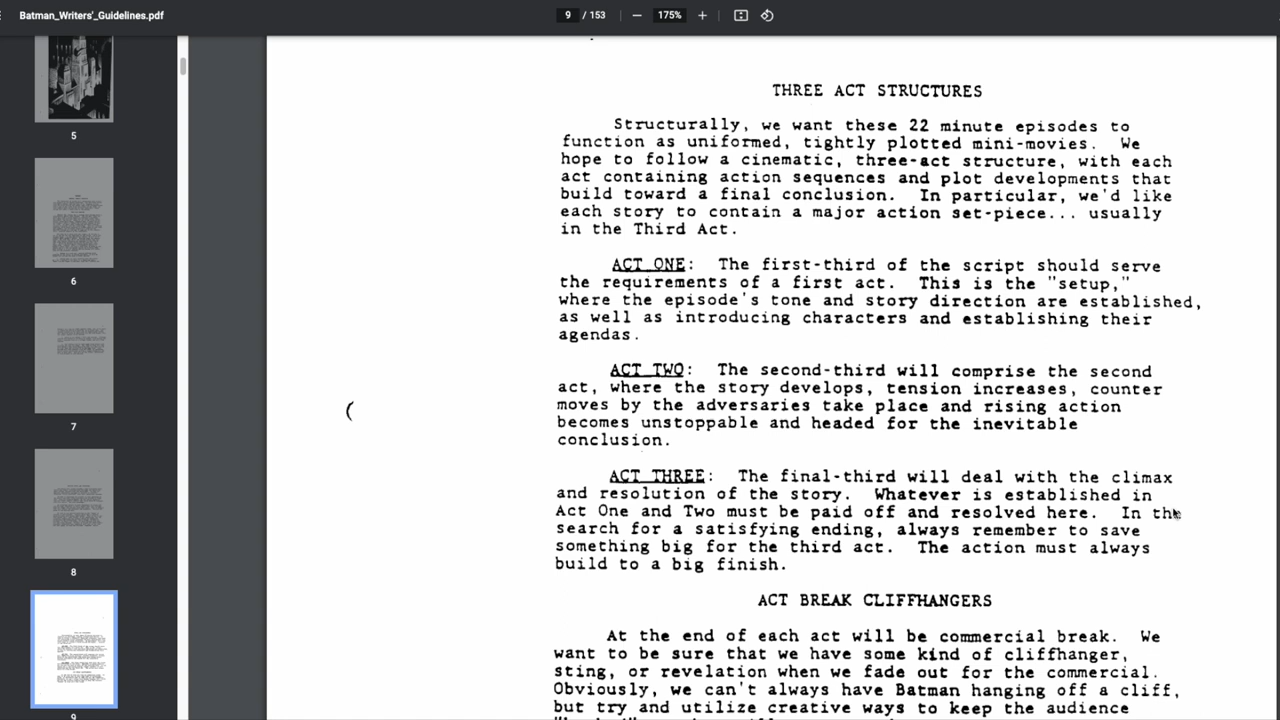 Batman_Writers'_Guidelines.pdf
9 / 153
175%
5
6
7
8
9
THREE ACT STRUCTURES
Structurally, we want these 22 minute episodes to
function as uniformed, tightly plotted mini-movies. We
hope to follow a cinematic, three-act structure, with each
act containing action sequences and plot developments that
build toward a final conclusion. In particular, we'd like
each story to contain a major action set-piece... usually
in the Third Act.
ACT ONE: The first-third of the script should serve
the requirements of a first act. This is the "setup,"
where the episode's tone and story direction are established,
as well as introducing characters and establishing their
agendas.
ACT TWO: The second-third will comprise the second
act, where the story develops, tension increases, counter
moves by the adversaries take place and rising action
becomes unstoppable and headed for the inevitable
conclusion.
ACT THREE: The final-third will deal with the climax
and resolution of the story. Whatever is established in
Act One and Two must be paid off and resolved here. In the
search for a satisfying ending, always remember to save
something big for the third act. The action must always
build to a big finish.
ACT BREAK CLIFFHANGERS
At the end of each act will be commercial break. We
want to be sure that we have some kind of cliffhanger,
sting, or revelation when we fade out for the commercial.
Obviously, we can't always have Batman hanging off a cliff,
but try and utilize creative ways to keep the audience